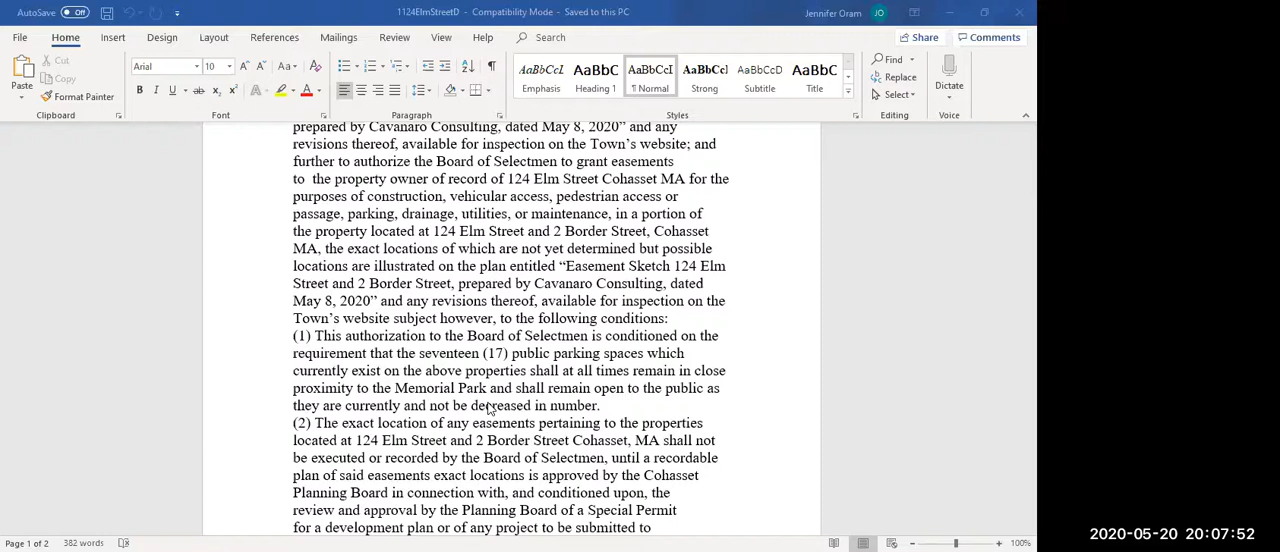 AutoSave Off 1124ElmStreetD - Compatibility Mode - Saved to this PC Jennifer Oram JO
File Home Insert Design Layout References Mailings Review View Help Search Share Comments
Paste Cut Copy Format Painter
Clipboard
Arial 10
Font
Paragraph
AaBbCcI AaBbC AaBbCcI AaBbCcI AaBbCcD AaBbC
Emphasis Heading 1 ¶ Normal Strong Subtitle Title
Styles
Find Replace Select
Editing
Dictate
Voice
prepared by Cavanaro Consulting, dated May 8, 2020” and any
revisions thereof, available for inspection on the Town’s website; and
further to authorize the Board of Selectmen to grant easements
to the property owner of record of 124 Elm Street Cohasset MA for the
purposes of construction, vehicular access, pedestrian access or
passage, parking, drainage, utilities, or maintenance, in a portion of
the property located at 124 Elm Street and 2 Border Street, Cohasset
MA, the exact locations of which are not yet determined but possible
locations are illustrated on the plan entitled “Easement Sketch 124 Elm
Street and 2 Border Street, prepared by Cavanaro Consulting, dated
May 8, 2020” and any revisions thereof, available for inspection on the
Town’s website subject however, to the following conditions:
(1) This authorization to the Board of Selectmen is conditioned on the
requirement that the seventeen (17) public parking spaces which
currently exist on the above properties shall at all times remain in close
proximity to the Memorial Park and shall remain open to the public as
they are currently and not be decreased in number.
(2) The exact location of any easements pertaining to the properties
located at 124 Elm Street and 2 Border Street Cohasset, MA shall not
be executed or recorded by the Board of Selectmen, until a recordable
plan of said easements exact locations is approved by the Cohasset
Planning Board in connection with, and conditioned upon, the
review and approval by the Planning Board of a Special Permit
for a development plan or of any project to be submitted to
Page 1 of 2 382 words 100%
2020-05-20 20:07:52